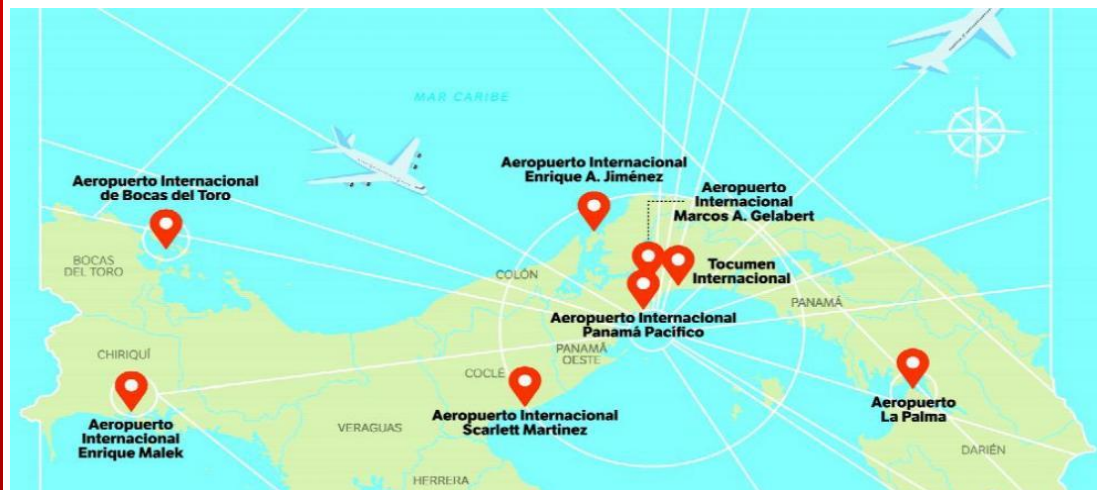 MAR CARIBE
Aeropuerto Internacional
de Bocas del Toro
Aeropuerto Internacional
Enrique A. Jiménez
Aeropuerto
Internacional
Marcos A. Gelabert
BOCAS
DEL TORO
COLÓN
Tocumen
Internacional
PANAMÁ
Aeropuerto Internacional
Panamá Pacífico
CHIRIQUÍ
PANAMÁ
OESTE
COCLÉ
Aeropuerto
Internacional
Enrique Malek
VERAGUAS
Aeropuerto Internacional
Scarlett Martinez
Aeropuerto
La Palma
DARIÉN
HERRERA